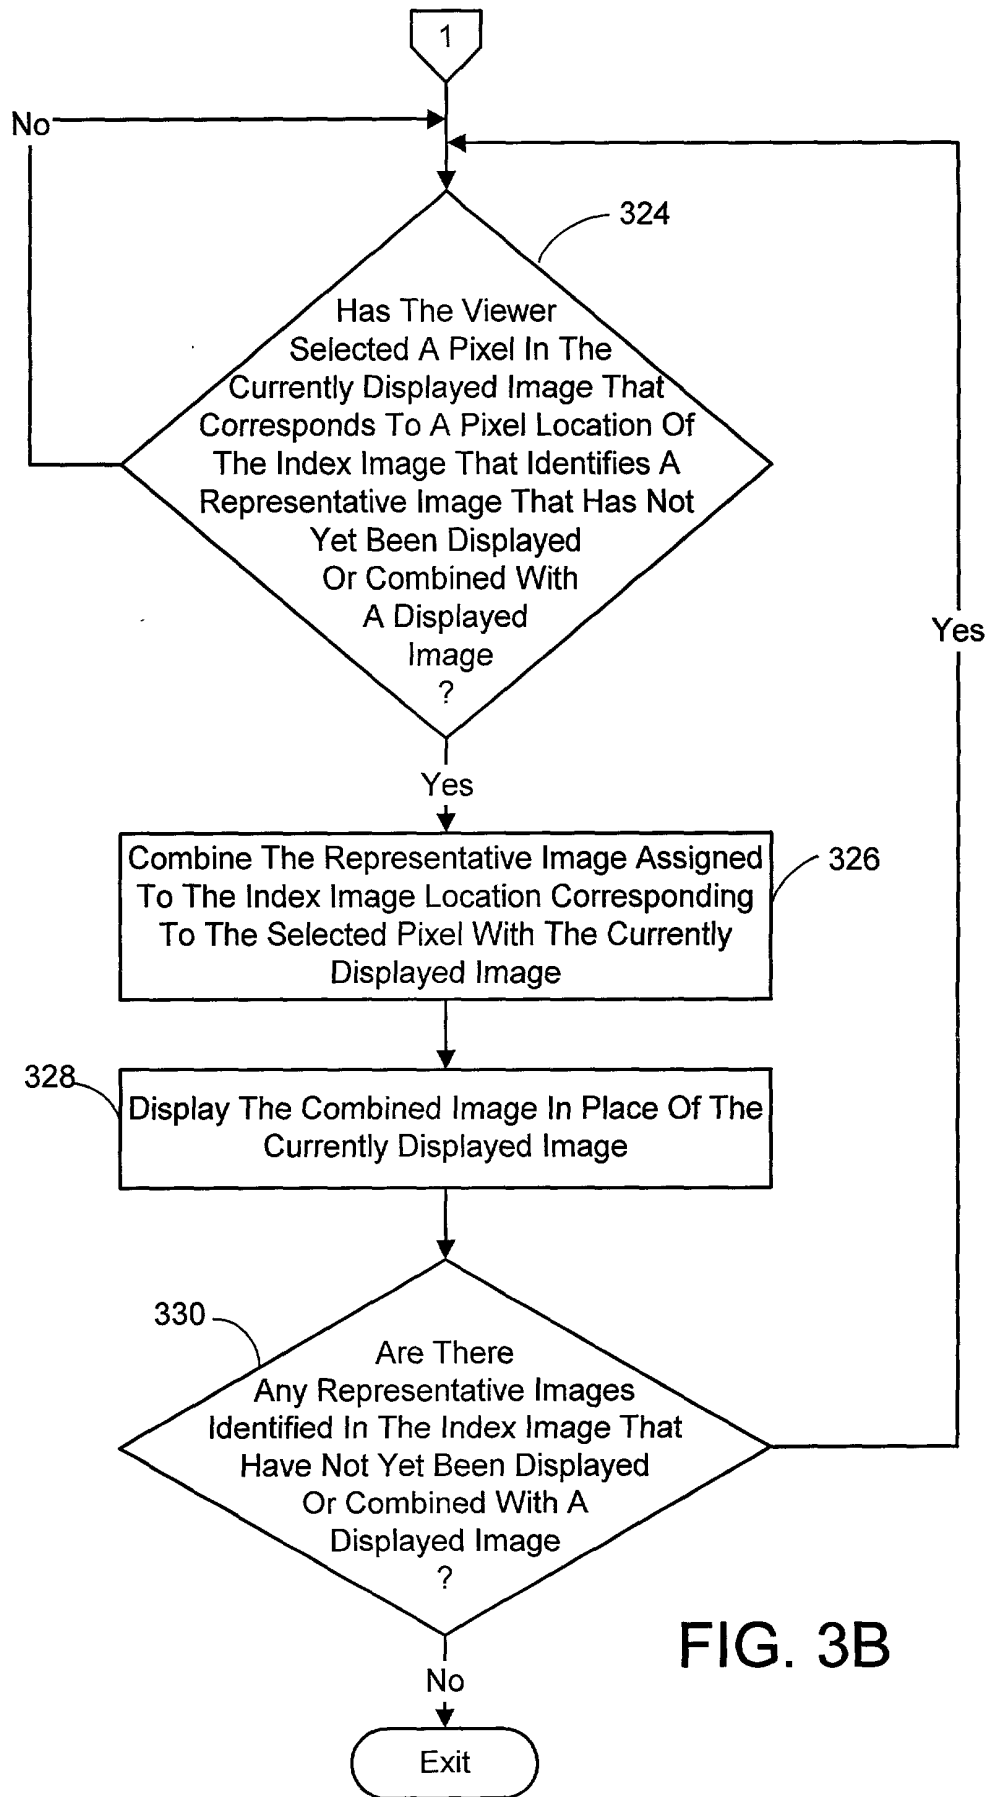 1
No
324
Has The Viewer
Selected A Pixel In The
Currently Displayed Image That
Corresponds To A Pixel Location Of
The Index Image That Identifies A
Representative Image That Has Not
Yet Been Displayed
Or Combined With
A Displayed
Image
?
Yes
Yes
Combine The Representative Image Assigned
To The Index Image Location Corresponding
To The Selected Pixel With The Currently
Displayed Image
326
328
Display The Combined Image In Place Of The
Currently Displayed Image
330
Are There
Any Representative Images
Identified In The Index Image That
Have Not Yet Been Displayed
Or Combined With A
Displayed Image
?
No
Exit
FIG. 3B